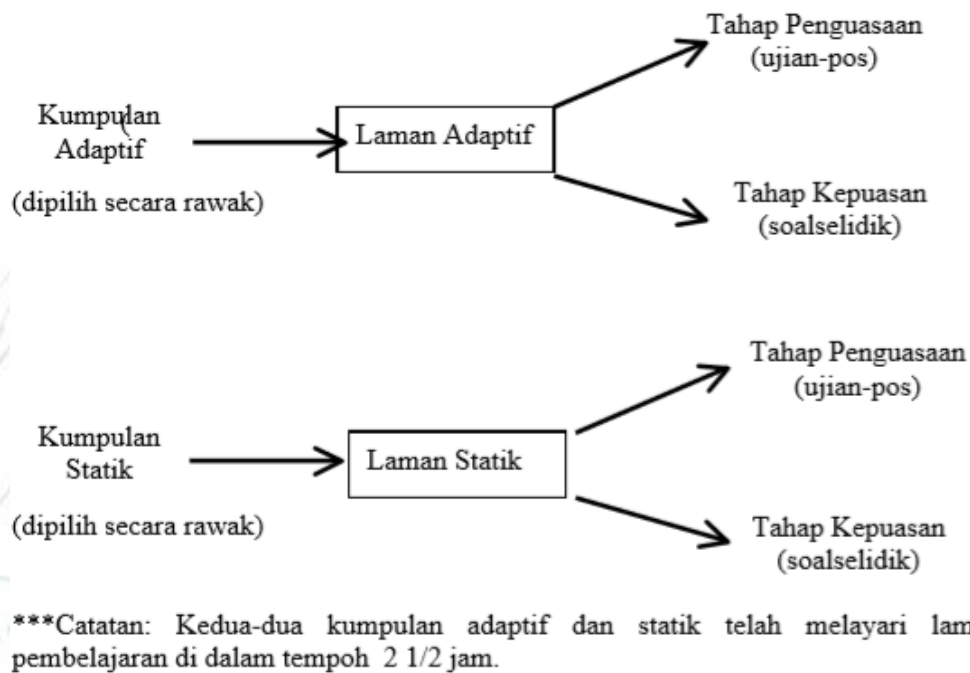 Tahap Penguasaan
(ujian-pos)
Kumpulan
Adaptif
(dipilih secara rawak)
Laman Adaptif
Tahap Kepuasan
(soalselidik)
Tahap Penguasaan
(ujian-pos)
Kumpulan
Statik
(dipilih secara rawak)
Laman Statik
Tahap Kepuasan
(soalselidik)
***Catatan: Kedua-dua kumpulan adaptif dan statik telah melayari lam
pembelajaran di dalam tempoh 2 1/2 jam.